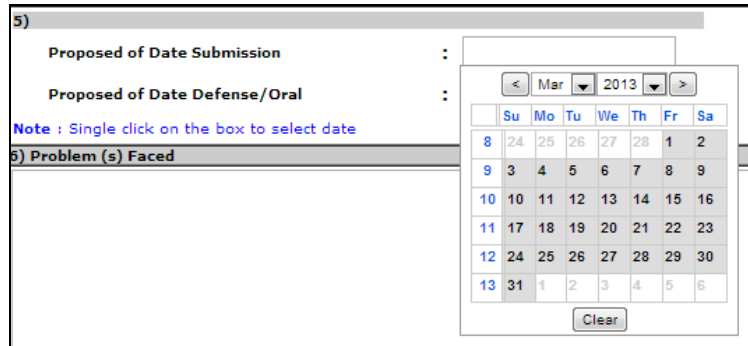 5)
Proposed of Date Submission :
< Mar 2013 >
Proposed of Date Defense/Oral :
Su Mo Tu We Th Fr Sa
Note : Single click on the box to select date
8 24 25 26 27 28 1 2
6) Problem (s) Faced
9 3 4 5 6 7 8 9
10 10 11 12 13 14 15 16
11 17 18 19 20 21 22 23
12 24 25 26 27 28 29 30
13 31 1 2 3 4 5 6
Clear